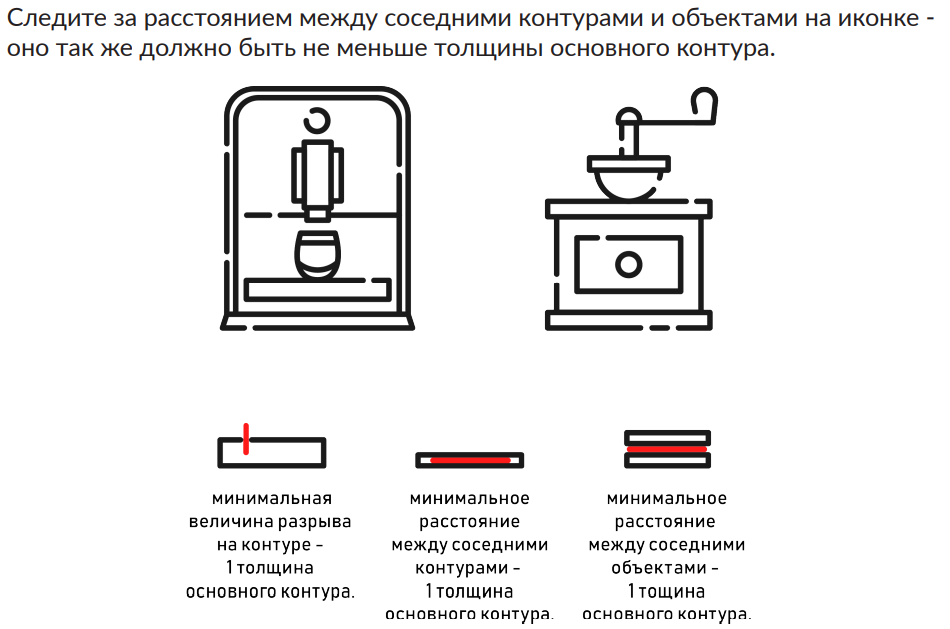 Следите за расстоянием между соседними контурами и объектами на иконке -
оно так же должно быть не меньше толщины основного контура.
минимальная
величина разрыва
на контуре –
1 толщина
основного контура.
минимальное
расстояние
между соседними
контурами –
1 толщина
основного контура.
минимальное
расстояние
между соседними
объектами –
1 тощина
основного контура.